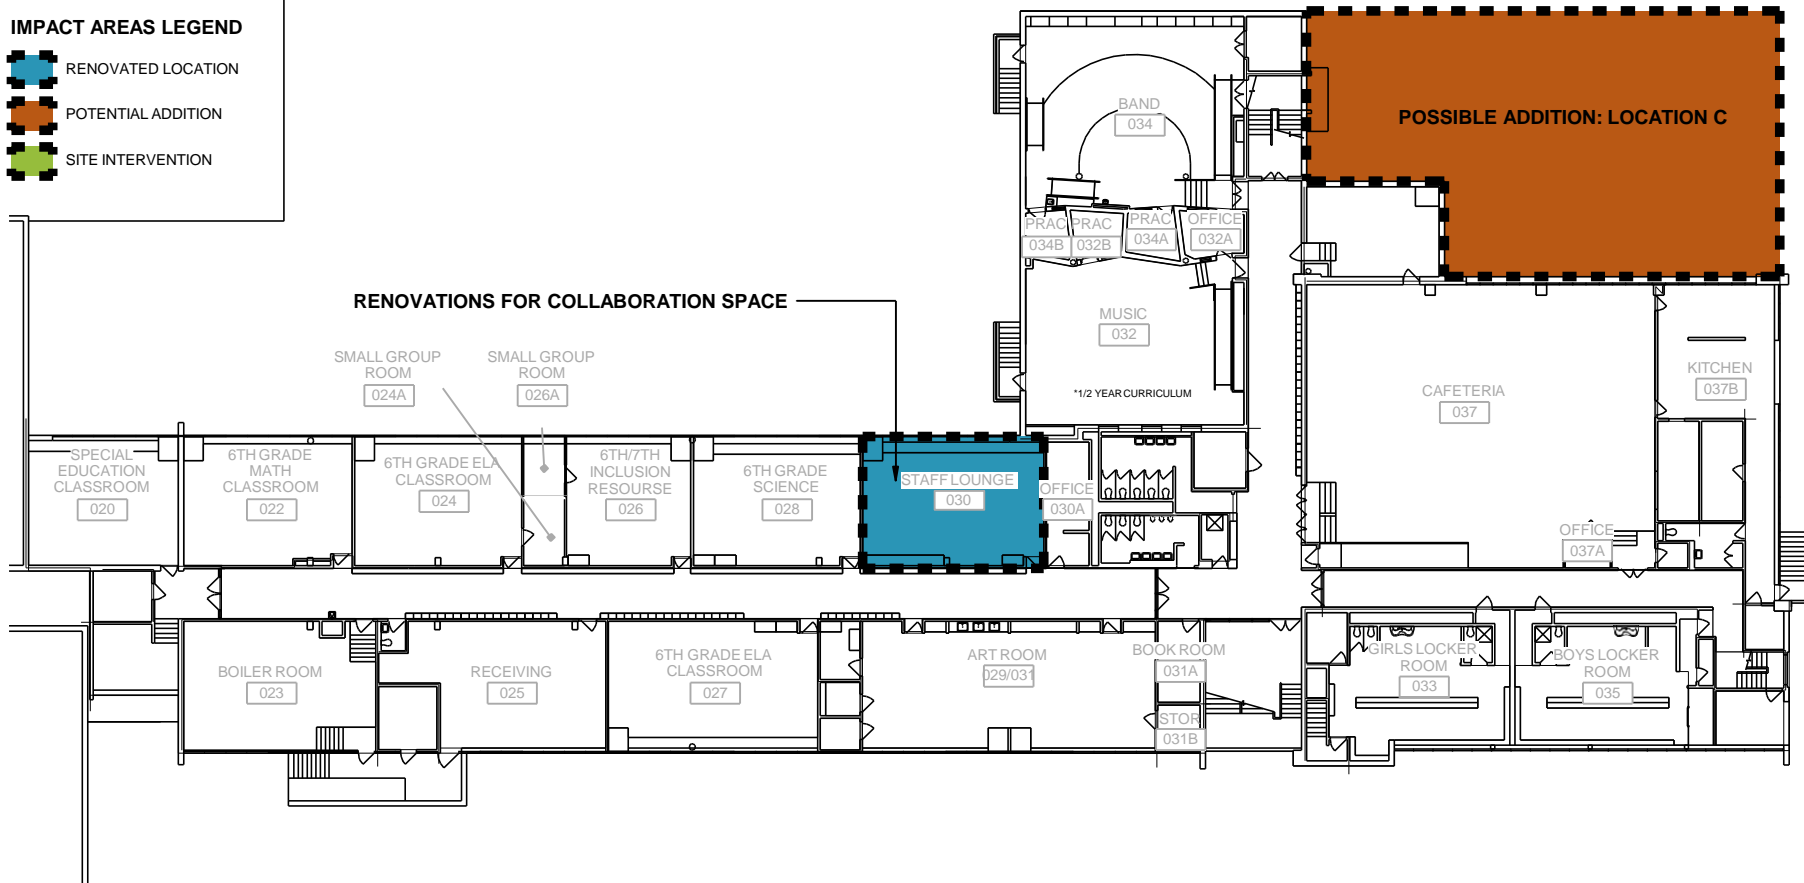 IMPACT AREAS LEGEND
RENOVATED LOCATION
POTENTIAL ADDITION
SITE INTERVENTION
POSSIBLE ADDITION: LOCATION C
BAND
034
PRAC
034B
PRAC
032B
PRAC
034A
OFFICE
032A
RENOVATIONS FOR COLLABORATION SPACE
MUSIC
032
*1/2 YEAR CURRICULUM
SMALL GROUP
ROOM
024A
SMALL GROUP
ROOM
026A
CAFETERIA
037
KITCHEN
037B
SPECIAL
EDUCATION
CLASSROOM
020
6TH GRADE
MATH
CLASSROOM
022
6TH GRADE ELA
CLASSROOM
024
6TH/7TH
INCLUSION
RESOURSE
026
6TH GRADE
SCIENCE
028
STAFF LOUNGE
030
OFFICE
030A
OFFICE
037A
BOILER ROOM
023
RECEIVING
025
6TH GRADE ELA
CLASSROOM
027
ART ROOM
029/031
BOOK ROOM
031A
STOR
031B
GIRLS LOCKER
ROOM
033
BOYS LOCKER
ROOM
035